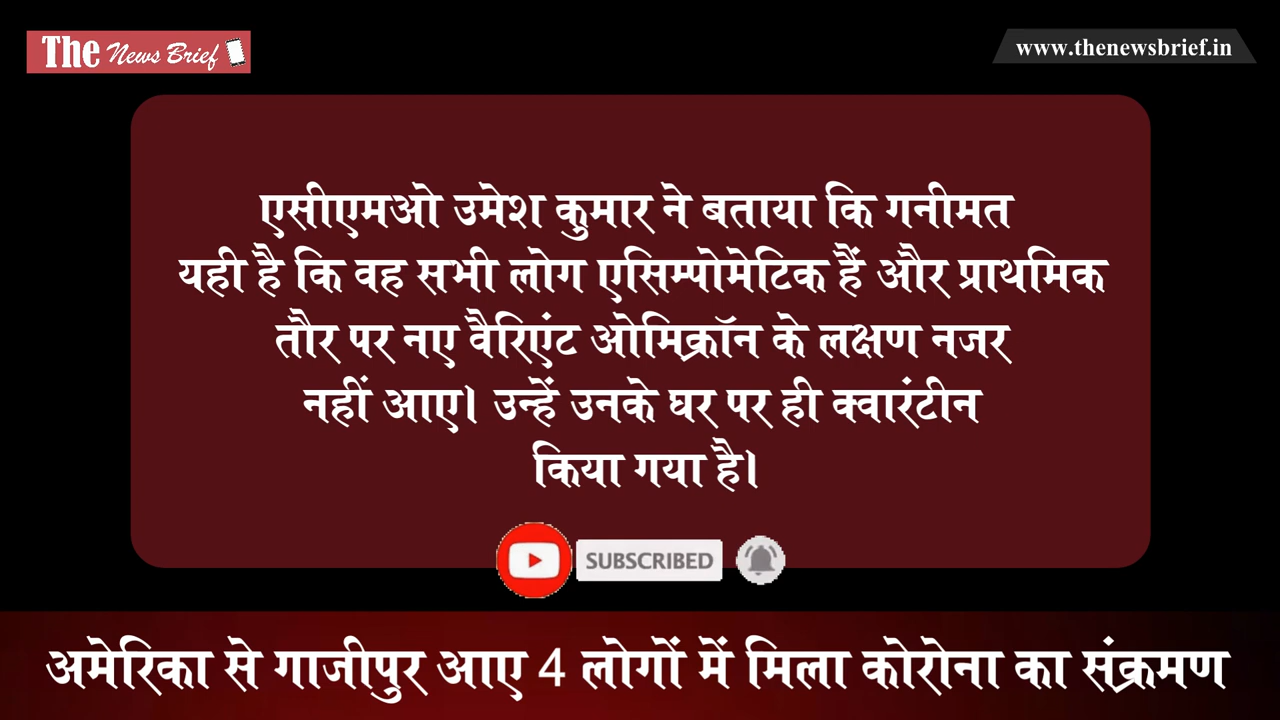 The News Brief
www.thenewsbrief.in
एसीएमओ उमेश कुमार ने बताया कि गनीमत
यही है कि वह सभी लोग एसिम्पोमेटिक हैं और प्राथमिक
तौर पर नए वैरिएंट ओमिक्रॉन के लक्षण नजर
नहीं आए। उन्हें उनके घर पर ही क्वारंटीन
किया गया है।
SUBSCRIBED
अमेरिका से गाजीपुर आए 4 लोगों में मिला कोरोना का संक्रमण